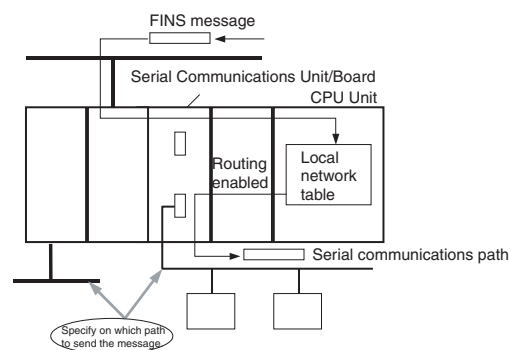 FINS message
Serial Communications Unit/Board
CPU Unit
Routing
enabled
Local
network
table
Serial communications path
Specify on which path
to send the message.